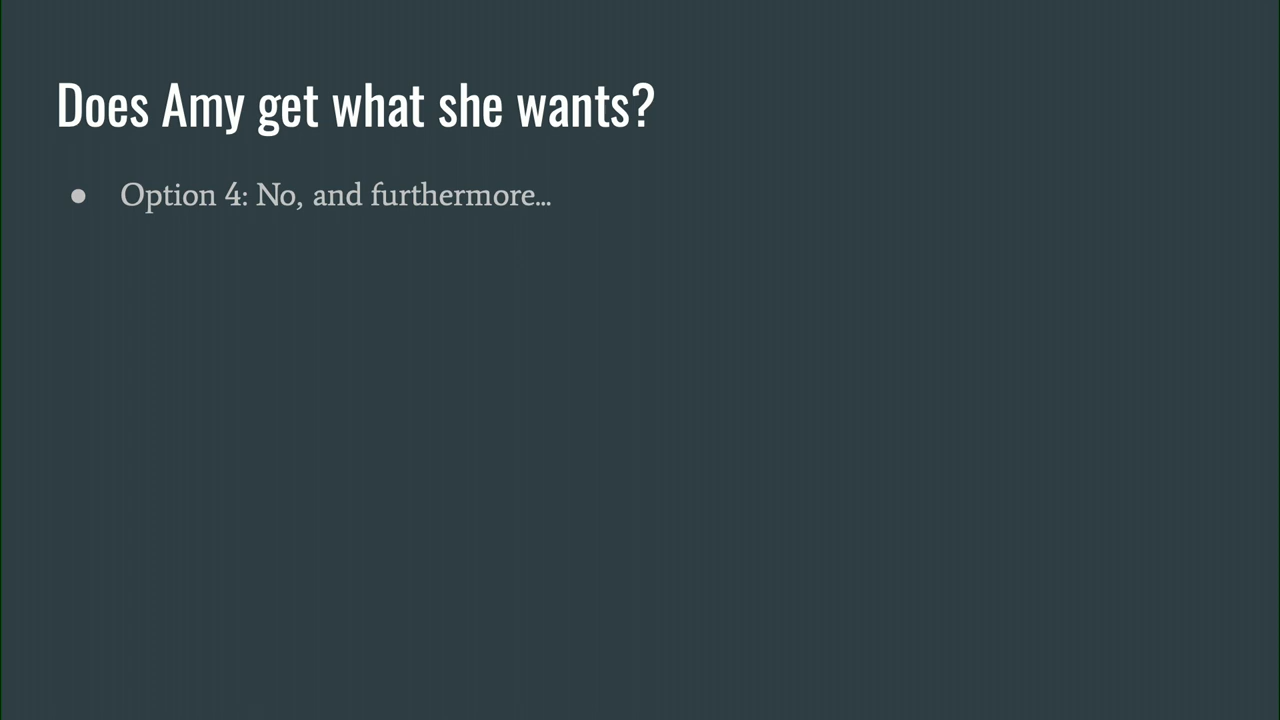 Does Amy get what she wants?
● Option 4: No, and furthermore…